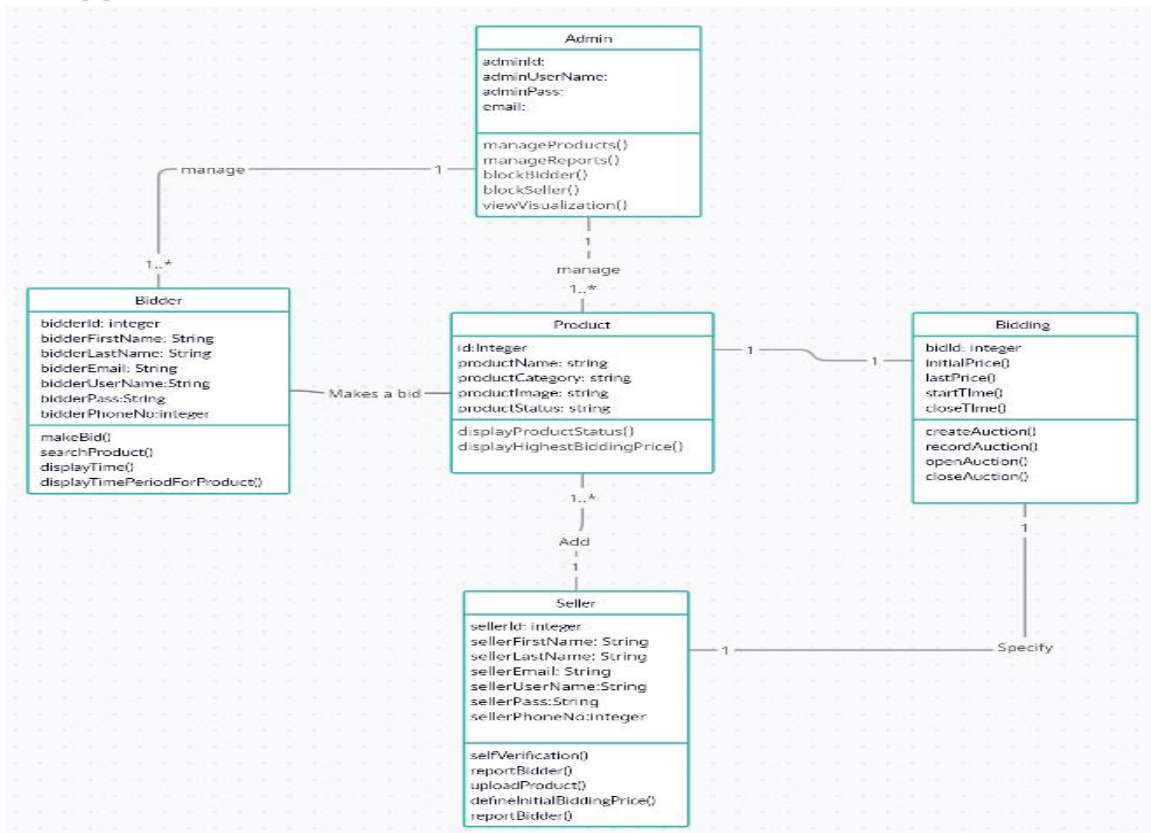 Admin
adminId:
adminUserName:
adminPass:
email:
manageProducts()
manageReports()
blockBidder()
blockSeller()
viewVisualization()
manage
1
1..*
1
manage
1..*
Bidder
bidderId: integer
bidderFirstName: String
bidderLastName: String
bidderEmail: String
bidderUserName:String
bidderPass:String
bidderPhoneNo:integer
makeBid()
searchProduct()
displayTime()
displayTimePeriodForProduct()
Makes a bid
Product
id:Integer
productName: string
productCategory: string
productImage: string
productStatus: string
displayProductStatus()
displayHighestBiddingPrice()
1
1
Bidding
bidId: integer
initialPrice()
lastPrice()
startTIme()
closeTIme()
createAuction()
recordAuction()
openAuction()
closeAuction()
1..*
Add
1
1
Specify
1
Seller
sellerId: integer
sellerFirstName: String
sellerLastName: String
sellerEmail: String
sellerUserName:String
sellerPass:String
sellerPhoneNo:Integer
selfVerification()
reportBidder()
uploadProduct()
defineInitialBiddingPrice()
reportBidder()